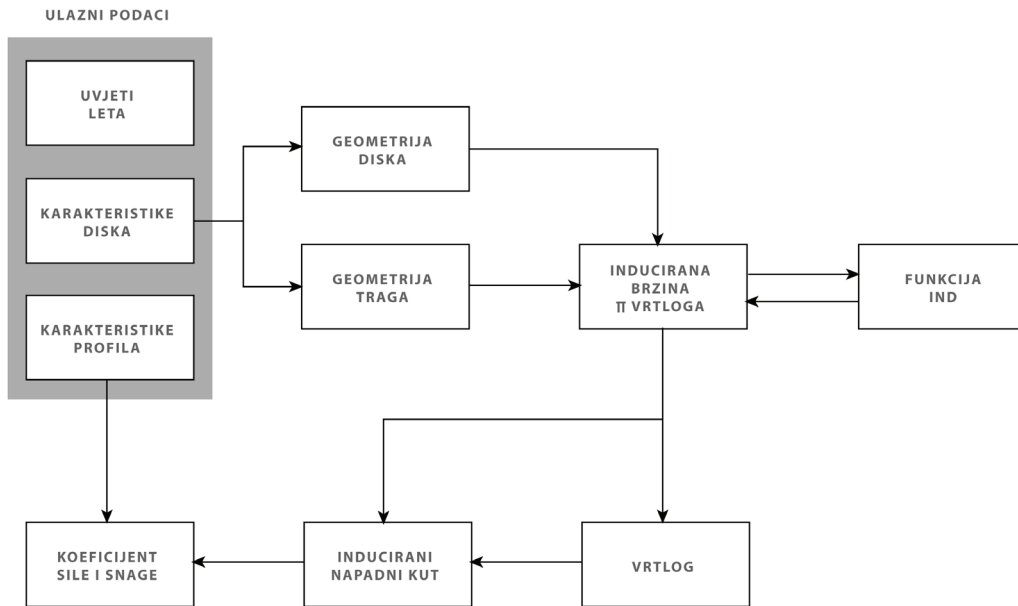 ULAZNI PODACI
UVJETI
LETA
KARAKTERISTIKE
DISKA
KARAKTERISTIKE
PROFILA
GEOMETRIJA
DISKA
GEOMETRIJA
TRAGA
INDUCIRANA
BRZINA
π VRTLOGA
FUNKCIJA
IND
KOEFICIJENT
SILE I SNAGE
INDUCIRANI
NAPADNI KUT
VRTLOG